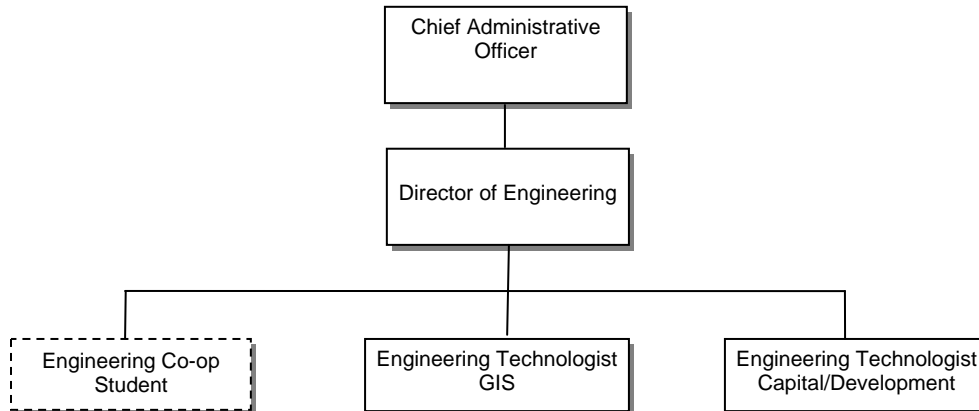 Chief Administrative
Officer
Director of Engineering
Engineering Co-op
Student
Engineering Technologist
GIS
Engineering Technologist
Capital/Development